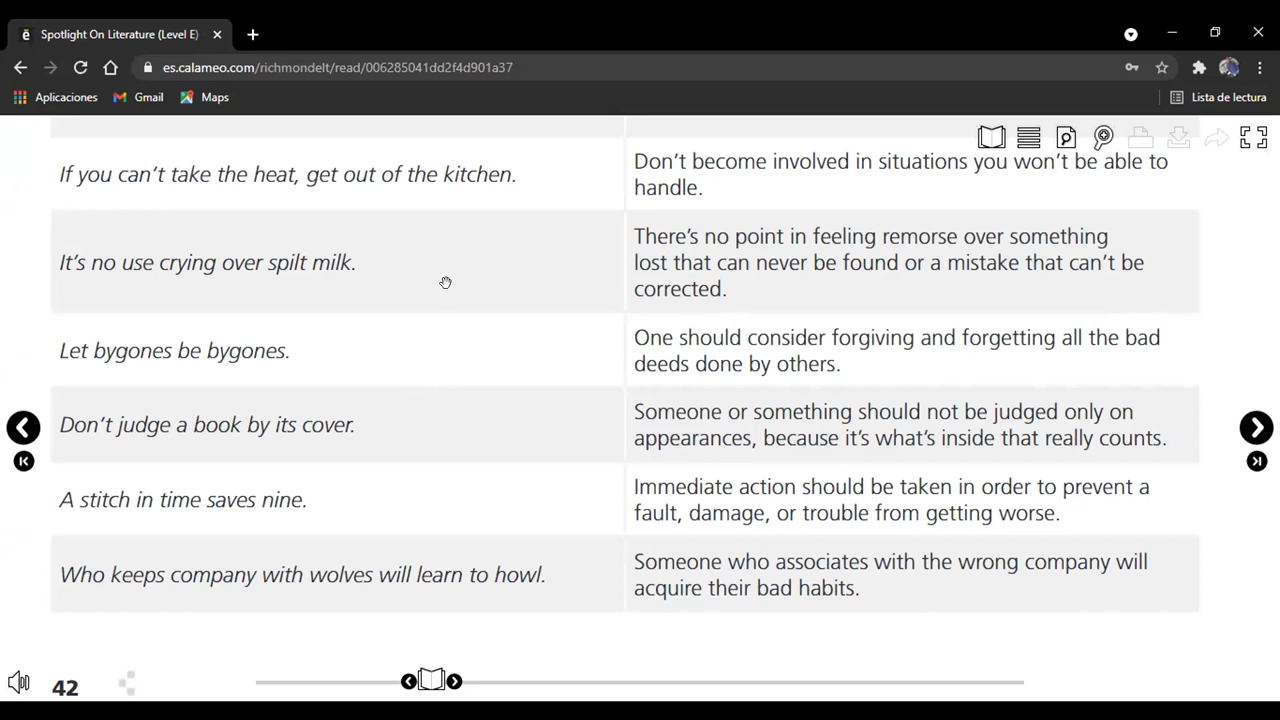 Spotlight On Literature (Level E)
es.calameo.com/richmondelt/read/006285041dd2f4d901a37
Aplicaciones Gmail Maps Lista de lectura
If you can’t take the heat, get out of the kitchen.
Don’t become involved in situations you won’t be able to
handle.
It’s no use crying over spilt milk.
There’s no point in feeling remorse over something
lost that can never be found or a mistake that can’t be
corrected.
Let bygones be bygones.
One should consider forgiving and forgetting all the bad
deeds done by others.
Don’t judge a book by its cover.
Someone or something should not be judged only on
appearances, because it’s what’s inside that really counts.
A stitch in time saves nine.
Immediate action should be taken in order to prevent a
fault, damage, or trouble from getting worse.
Who keeps company with wolves will learn to howl.
Someone who associates with the wrong company will
acquire their bad habits.
42